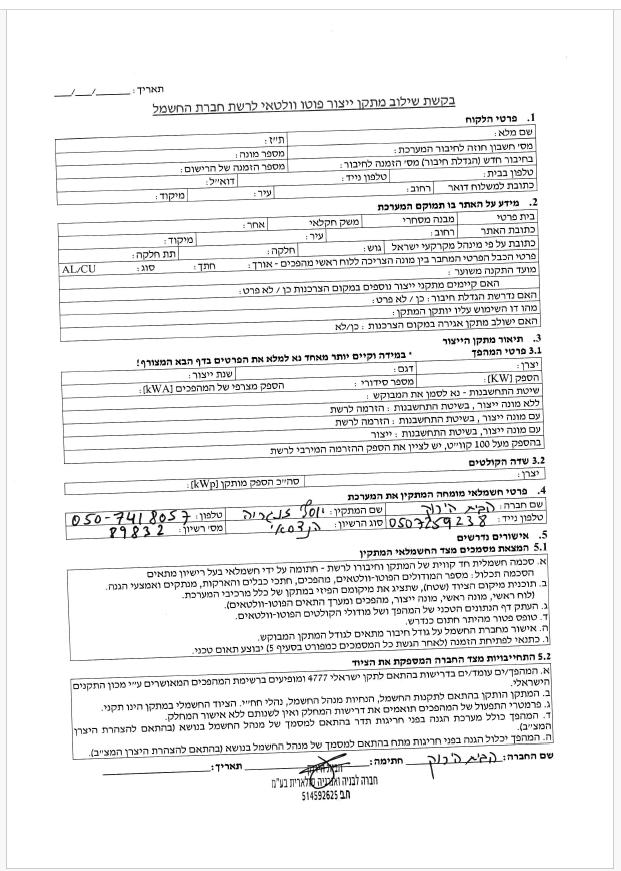 תאריך: ___/___/___
בקשת שילוב מתקן ייצור פוטו וולטאי לרשת חברת החשמל
1. פרטי הלקוח
שם מלא: ת"ז:
מס' חשבון חוזה לחיבור המערכת: מספר מונה:
בחיבור חדש (הגדלת חיבור) מס' הזמנה לחיבור: מספר הזמנה של הרישום:
טלפון בבית: טלפון נייד: דוא"ל:
כתובת למשלוח דואר רחוב: עיר: מיקוד:
2. מידע על האתר בו תמוקם המערכת
בית פרטי מבנה מסחרי משק חקלאי אחר:
כתובת האתר רחוב: עיר: מיקוד:
כתובת על פי מינהל מקרקעי ישראל גוש: חלקה: תת חלקה:
פרטי הכבל הפרטי המחבר בין מונה הצריכה ללוח ראשי מהפכים - אורך: חתך: סוג: AL/CU
מועד התקנה משוער:
האם קיימים מתקני ייצור נוספים במקום הצרכנות כן / לא פרט:
האם נדרשת הגדלת חיבור: כן / לא פרט:
מהו דו השימוש עליו יותקן המתקן:
האם ישולב מתקן אגירה במקום הצרכנות: כן/לא
3. תיאור מתקן הייצור
3.1 פרטי המהפך * במידה וקיים יותר מאחד נא למלא את הפרטים בדף הבא המצורף!
יצרן: דגם: שנת ייצור:
הספק [KW]: מספר סידורי: הספק מצרפי של המהפכים [kWA]:
שיטת התחשבנות - נא לסמן את המבוקש:
ללא מונה ייצור, בשיטת התחשבנות: הזרמה לרשת
עם מונה ייצור, בשיטת התחשבנות: הזרמה לרשת
עם מונה ייצור, בשיטת התחשבנות: ייצור
בהספק מעל 100 קוו"ט, יש לציין את הספק ההזרמה המירבי לרשת
3.2 שדה הקולטים
יצרן: סה"כ הספק מותקן [kWp]:
4. פרטי חשמלאי מומחה המתקין את המערכת
שם חברה: הבית הירוק שם המתקין: יוסף טלפון: 050-7418057
טלפון נייד: 0507259238 סוג הרשיון: הנדסאי מס' רשיון: 89832
5. אישורים נדרשים
5.1 המצאת מסמכים מצד החשמלאי המתקין
א. סכמה חשמלית חד קווית של המתקן וחיבורו לרשת - חתומה על ידי חשמלאי בעל רישיון מתאים
הסכמה תכלול: מספר המודולים הפוטו-וולטאים, מהפכים, חתכי כבלים והארקות, מנתקים ואמצעי הגנה.
ב. תוכנית מיקום הציוד (שטח), שתציג את מיקומם הפיזי במתקן של כלל מרכיבי המערכת.
(לוח ראשי, מונה ראשי, מונה ייצור, מהפכים ומערך התאים הפוטו-וולטאים).
ג. העתק דף הנתונים הטכני של המהפך ושל מודולי הקולטים הפוטו-וולטאים.
ד. טופס פטור מהיתר חתום כנדרש.
ה. אישור מחברת החשמל על גודל חיבור מתאים לגודל המתקן המבוקש.
ו. כתנאי לפתיחת הזמנה (לאחר הגשת כל המסמכים כמפורט בסעיף 5) יבוצע תאום טכני.
5.2 התחייבויות מצד החברה המספקת את הציוד
א. המהפך/ים עומד/ים בדרישות בהתאם לתקן ישראלי 4777 ומופיעים ברשימת המהפכים המאושרים ע"י מכון התקנים
הישראלי.
ב. המתקן הותקן בהתאם לתקנות החשמל, הנחיות מנהל החשמל, נהלי חח"י. הציוד החשמלי במתקן הינו תקני.
ג. פרמטרי התפעול של המהפכים תואמים את דרישות המחלק ואין לשנותם ללא אישור המחלק.
ד. המהפך כולל מערכת הגנה בפני חריגות תדר בהתאם למסמך של מנהל החשמל בנושא (בהתאם להצהרת היצרן
המצ"ב).
ה. המהפך יכלול הגנה בפני חריגות מתח בהתאם למסמך של מנהל החשמל בנושא (בהתאם להצהרת היצרן המצ"ב).
שם החברה: הבית הירוק חתימה: תאריך:
חברה לבניה ואנרגיה סולארית בע"מ
ח.פ 514592625